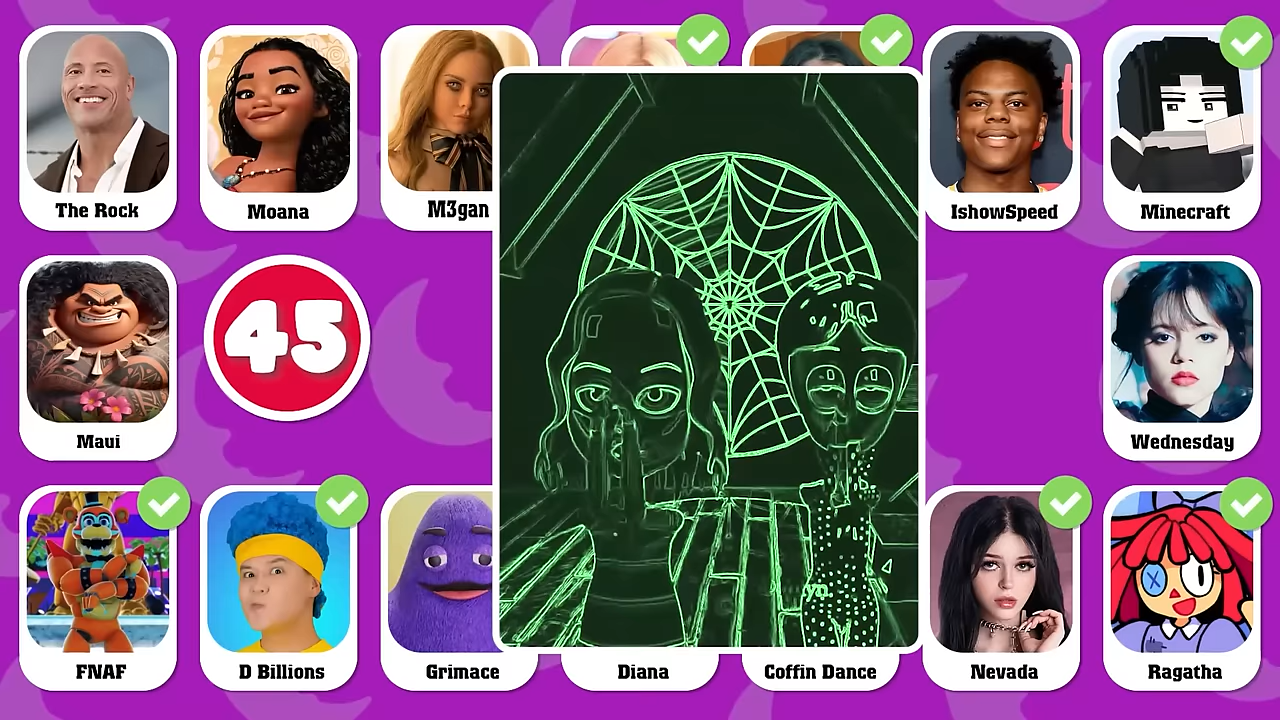 The Rock
Moana
M3gan
IshowSpeed
Minecraft
Maui
45
Wednesday
FNAF
D Billions
Grimace
Diana
Coffin Dance
Nevada
Ragatha